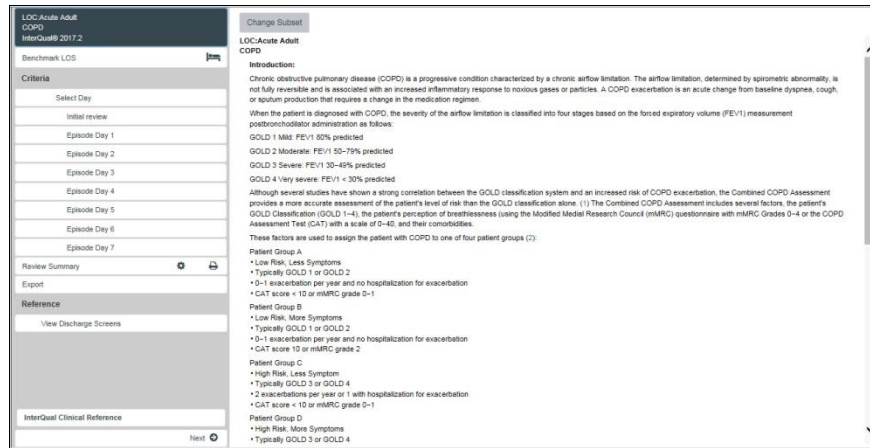 LOC:Acute Adult
COPD
InterQual® 2017.2
Benchmark LOS
Criteria
Select Day
Initial review
Episode Day 1
Episode Day 2
Episode Day 3
Episode Day 4
Episode Day 5
Episode Day 6
Episode Day 7
Review Summary
Export
Reference
View Discharge Screens
InterQual Clinical Reference
Next
Change Subset
LOC:Acute Adult
COPD
Introduction:
Chronic obstructive pulmonary disease (COPD) is a progressive condition characterized by a chronic airflow limitation. The airflow limitation, determined by spirometric abnormality, is
not fully reversible and is associated with an increased inflammatory response to noxious gases or particles. A COPD exacerbation is an acute change from baseline dyspnea, cough,
or sputum production that requires a change in the medication regimen.
When the patient is diagnosed with COPD, the severity of the airflow limitation is classified into four stages based on the forced expiratory volume (FEV1) measurement
postbronchodilator administration as follows:
GOLD 1 Mild: FEV1 80% predicted
GOLD 2 Moderate: FEV1 50–79% predicted
GOLD 3 Severe: FEV1 30–49% predicted
GOLD 4 Very severe: FEV1 < 30% predicted
Although several studies have shown a strong correlation between the GOLD classification system and an increased risk of COPD exacerbation, the Combined COPD Assessment
provides a more accurate assessment of the patient's level of risk than the GOLD classification alone. (1) The Combined COPD Assessment includes several factors, the patient's
GOLD Classification (GOLD 1–4), the patient's perception of breathlessness (using the Modified Medial Research Council (mMRC) questionnaire with mMRC Grades 0–4 or the COPD
Assessment Test (CAT) with a scale of 0–40, and their comorbidities.
These factors are used to assign the patient with COPD to one of four patient groups (2):
Patient Group A
• Low Risk, Less Symptoms
• Typically GOLD 1 or GOLD 2
• 0–1 exacerbation per year and no hospitalization for exacerbation
• CAT score < 10 or mMRC grade 0–1
Patient Group B
• Low Risk, More Symptoms
• Typically GOLD 1 or GOLD 2
• 0–1 exacerbation per year and no hospitalization for exacerbation
• CAT score 10 or mMRC grade 2
Patient Group C
• High Risk, Less Symptom
• Typically GOLD 3 or GOLD 4
• 2 exacerbations per year or 1 with hospitalization for exacerbation
• CAT score < 10 or mMRC grade 0–1
Patient Group D
• High Risk, More Symptoms
• Typically GOLD 3 or GOLD 4